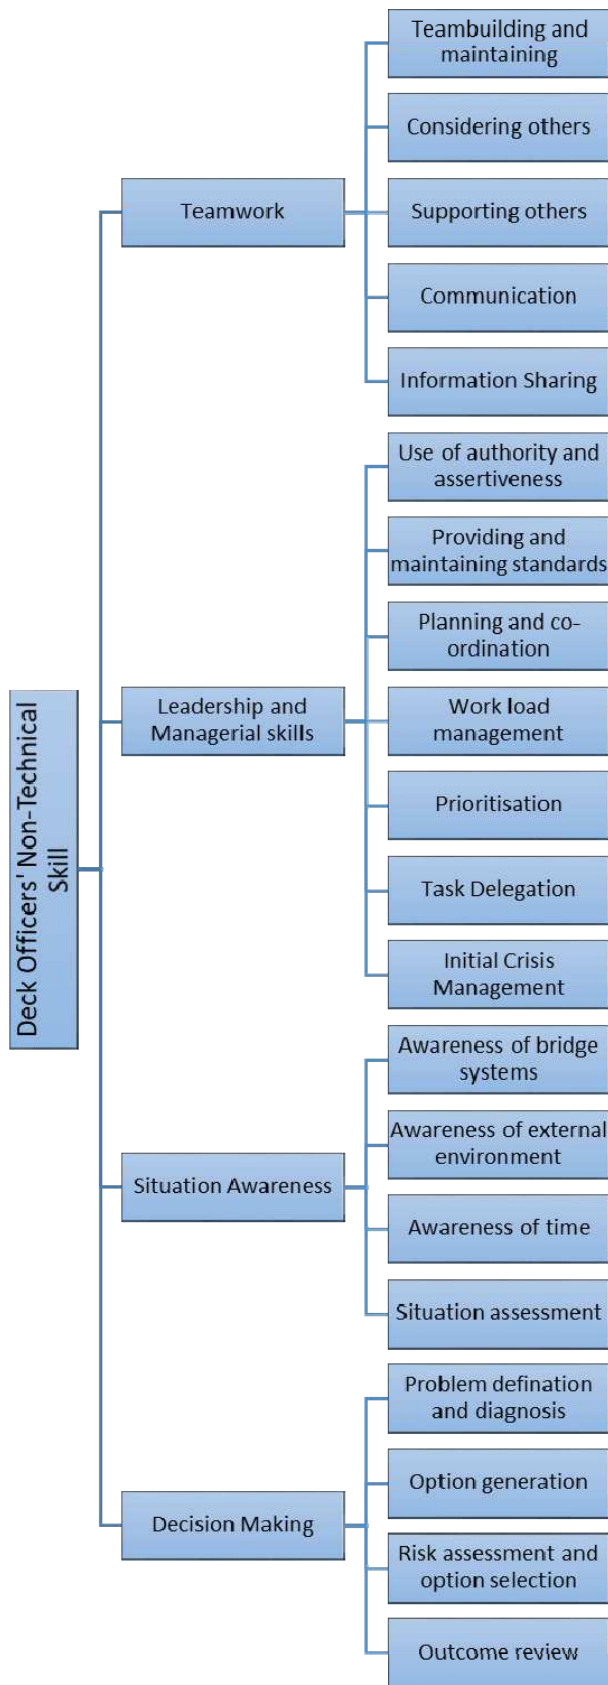 Deck Officers' Non-Technical
Skill
Teamwork
Teambuilding and
maintaining
Considering others
Supporting others
Communication
Information Sharing
Leadership and
Managerial skills
Use of authority and
assertiveness
Providing and
maintaining standards
Planning and co-
ordination
Work load
management
Prioritisation
Task Delegation
Initial Crisis
Management
Situation Awareness
Awareness of bridge
systems
Awareness of external
environment
Awareness of time
Situation assessment
Decision Making
Problem defination
and diagnosis
Option generation
Risk assessment and
option selection
Outcome review